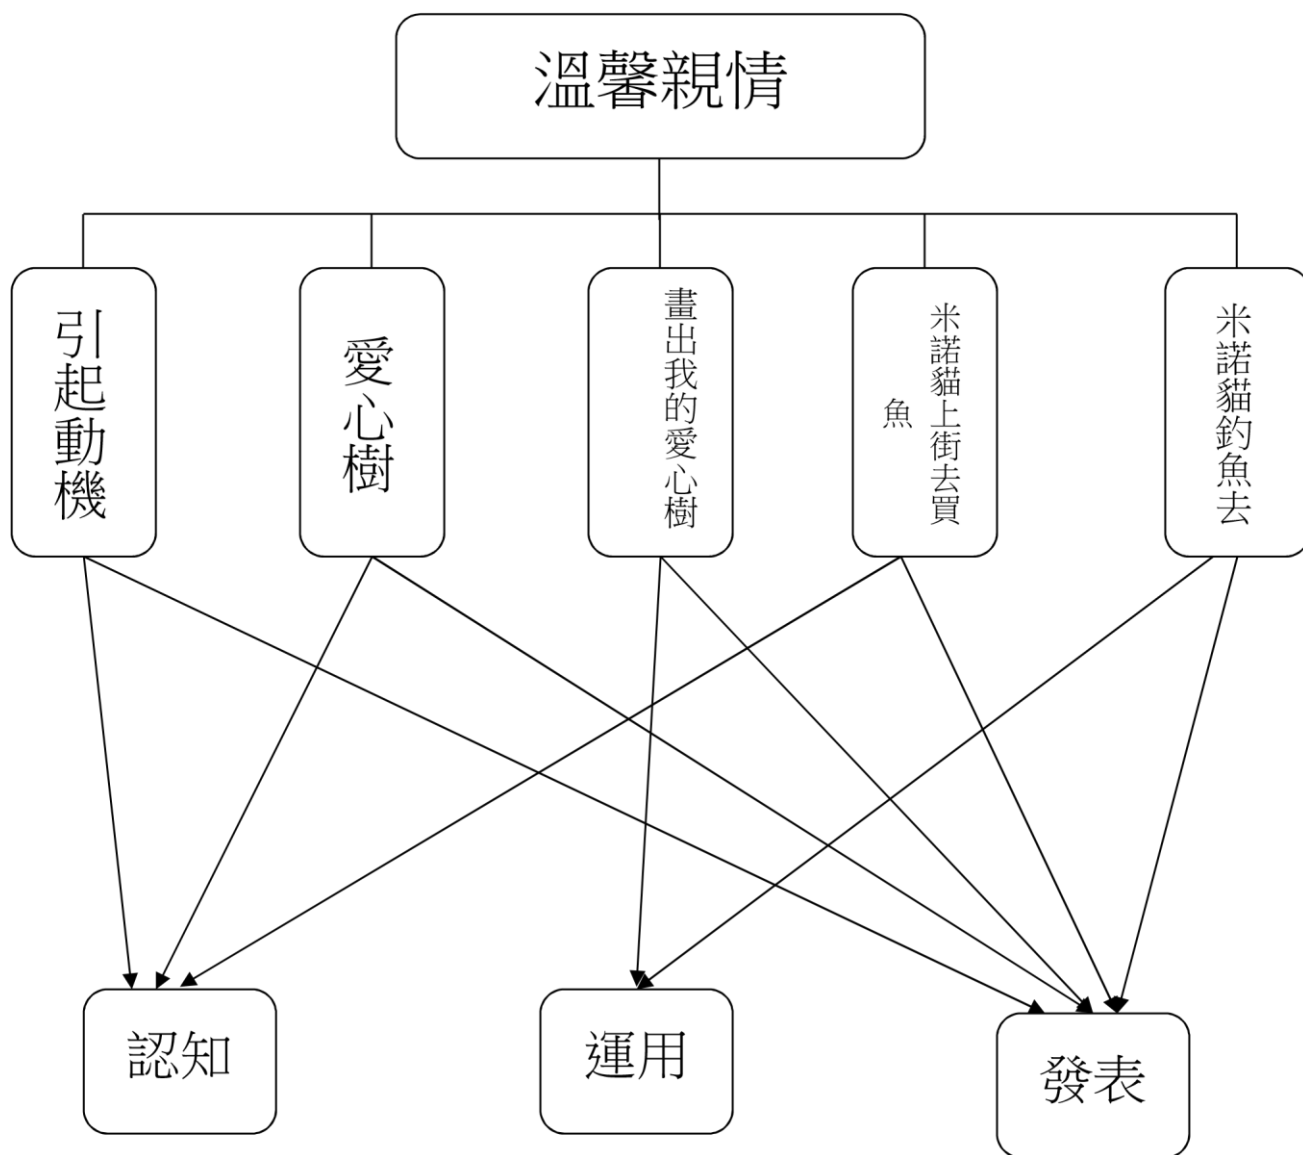 溫馨親情
引起動機
愛心樹
畫出我的愛心樹
米諾貓上街去買
魚
米諾貓釣魚去
認知
運用
發表